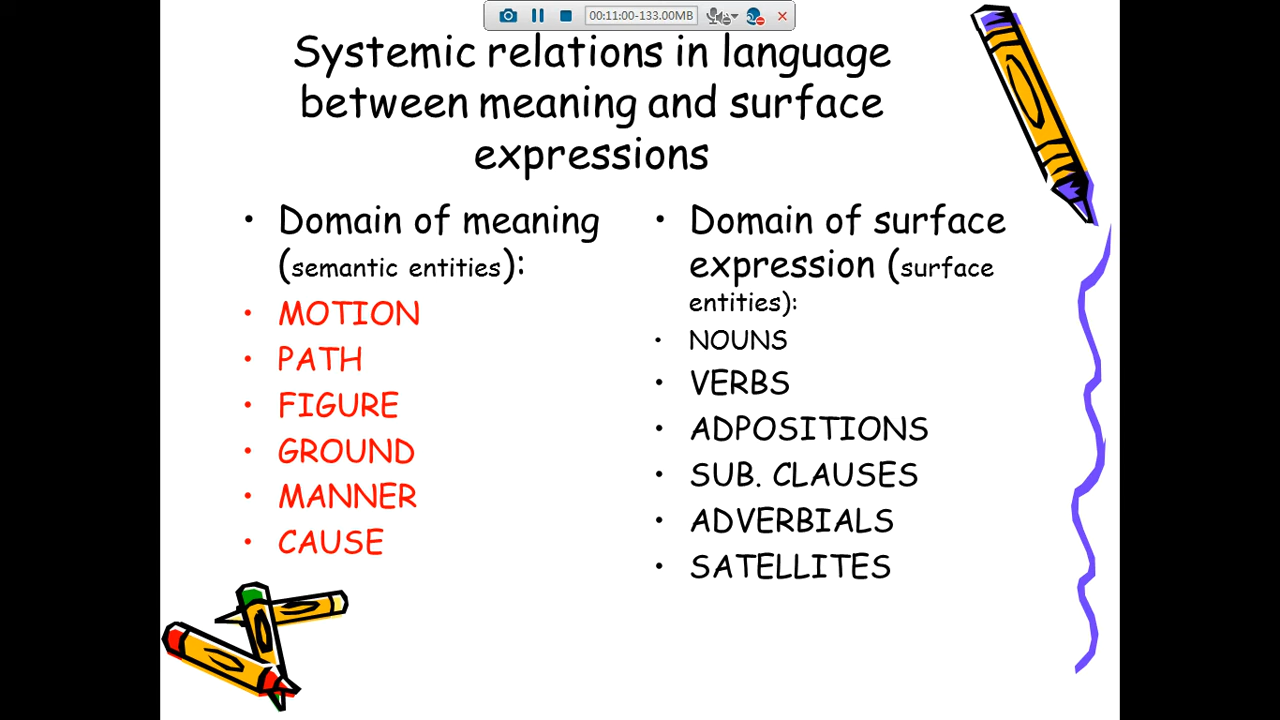 00:11:00-133.00MB
Systemic relations in language
between meaning and surface
expressions
• Domain of meaning
(semantic entities):
• MOTION
• PATH
• FIGURE
• GROUND
• MANNER
• CAUSE
• Domain of surface
expression (surface
entities):
• NOUNS
• VERBS
• ADPOSITIONS
• SUB. CLAUSES
• ADVERBIALS
• SATELLITES